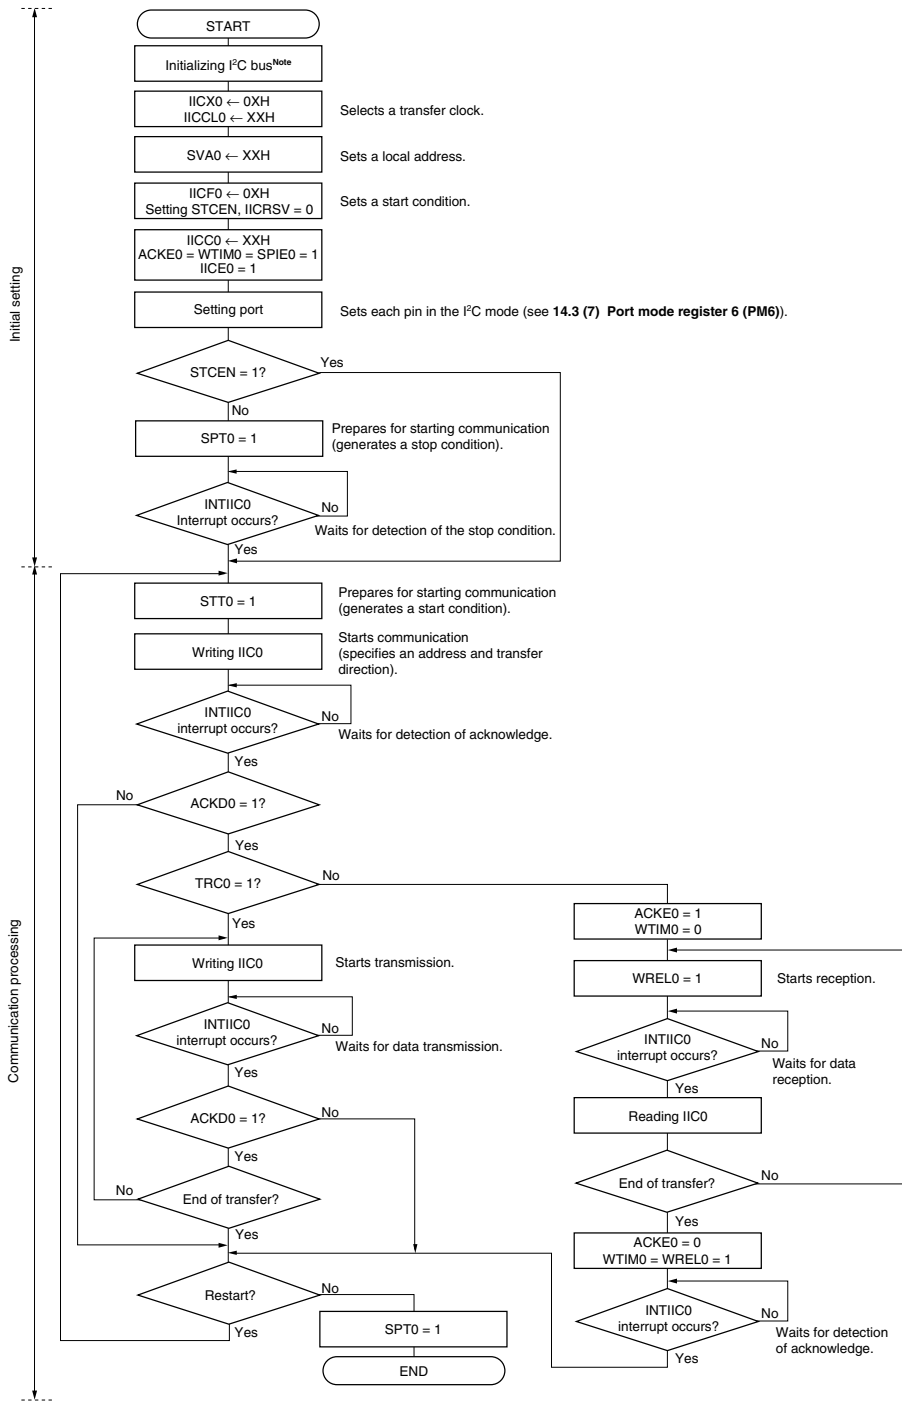 START
Initializing I²C bus^Note
IICX0 ← 0XH
IICCL0 ← XXH
Selects a transfer clock.
SVA0 ← XXH
Sets a local address.
IICF0 ← 0XH
Setting STCEN, IICRSV = 0
Sets a start condition.
IICC0 ← XXH
ACKE0 = WTIM0 = SPIE0 = 1
IICE0 = 1
Setting port
Sets each pin in the I²C mode (see 14.3 (7) Port mode register 6 (PM6)).
Initial setting
STCEN = 1?
Yes
No
SPT0 = 1
Prepares for starting communication
(generates a stop condition).
INTIIC0
Interrupt occurs?
No
Waits for detection of the stop condition.
Yes
STT0 = 1
Prepares for starting communication
(generates a start condition).
Writing IIC0
Starts communication
(specifies an address and transfer
direction).
INTIIC0
interrupt occurs?
No
Waits for detection of acknowledge.
Yes
ACKD0 = 1?
No
Yes
TRC0 = 1?
No
Yes
Communication processing
Writing IIC0
Starts transmission.
INTIIC0
interrupt occurs?
No
Waits for data transmission.
Yes
ACKD0 = 1?
No
Yes
End of transfer?
No
Yes
Restart?
No
Yes
SPT0 = 1
END
ACKE0 = 1
WTIM0 = 0
WREL0 = 1
Starts reception.
INTIIC0
interrupt occurs?
No
Waits for data
reception.
Yes
Reading IIC0
End of transfer?
No
Yes
ACKE0 = 0
WTIM0 = WREL0 = 1
INTIIC0
interrupt occurs?
No
Waits for detection
of acknowledge.
Yes